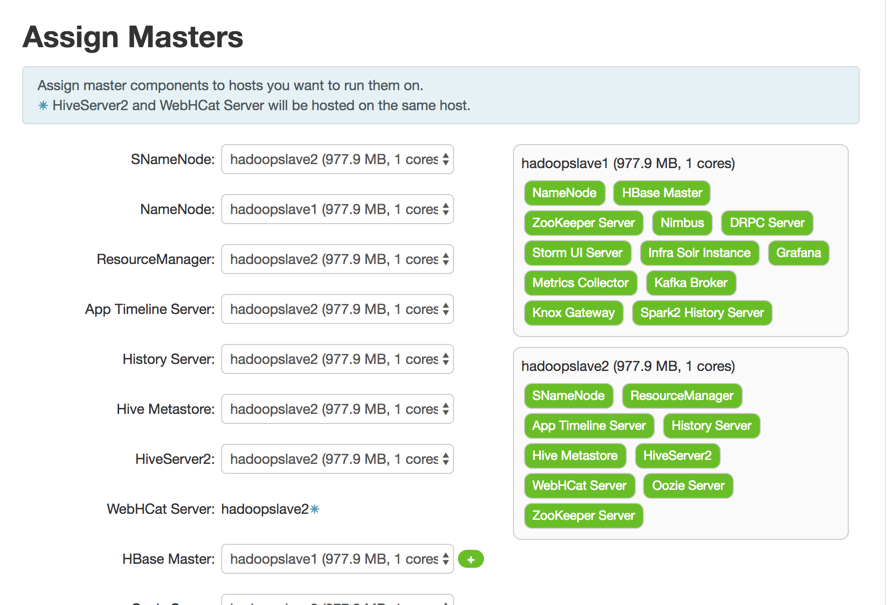 Assign Masters
Assign master components to hosts you want to run them on.
✷ HiveServer2 and WebHCat Server will be hosted on the same host.
SNameNode: hadoopslave2 (977.9 MB, 1 cores
NameNode: hadoopslave1 (977.9 MB, 1 cores
ResourceManager: hadoopslave2 (977.9 MB, 1 cores
App Timeline Server: hadoopslave2 (977.9 MB, 1 cores
History Server: hadoopslave2 (977.9 MB, 1 cores
Hive Metastore: hadoopslave2 (977.9 MB, 1 cores
HiveServer2: hadoopslave2 (977.9 MB, 1 cores
WebHCat Server: hadoopslave2✷
HBase Master: hadoopslave1 (977.9 MB, 1 cores +
hadoopslave1 (977.9 MB, 1 cores)
NameNode HBase Master
ZooKeeper Server Nimbus DRPC Server
Storm UI Server Infra Solr Instance Grafana
Metrics Collector Kafka Broker
Knox Gateway Spark2 History Server
hadoopslave2 (977.9 MB, 1 cores)
SNameNode ResourceManager
App Timeline Server History Server
Hive Metastore HiveServer2
WebHCat Server Oozie Server
ZooKeeper Server